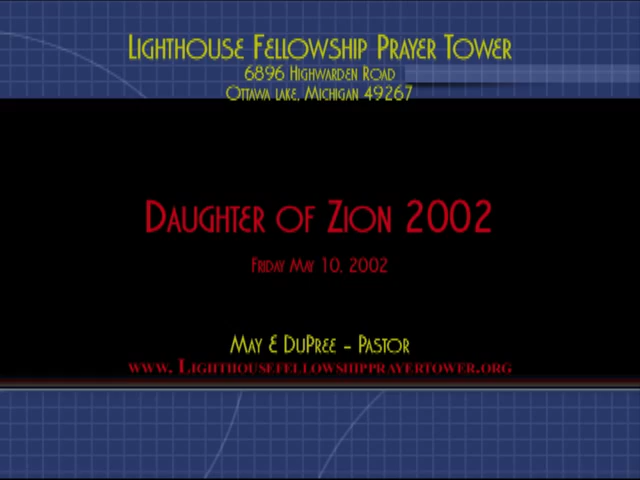 Lighthouse Fellowship Prayer Tower
6896 Highwarden Road
Ottawa lake, Michigan 49267
Daughter of Zion 2002
Friday May 10, 2002
May E DuPree - Pastor
www. Lighthousefellowshipprayertower.org